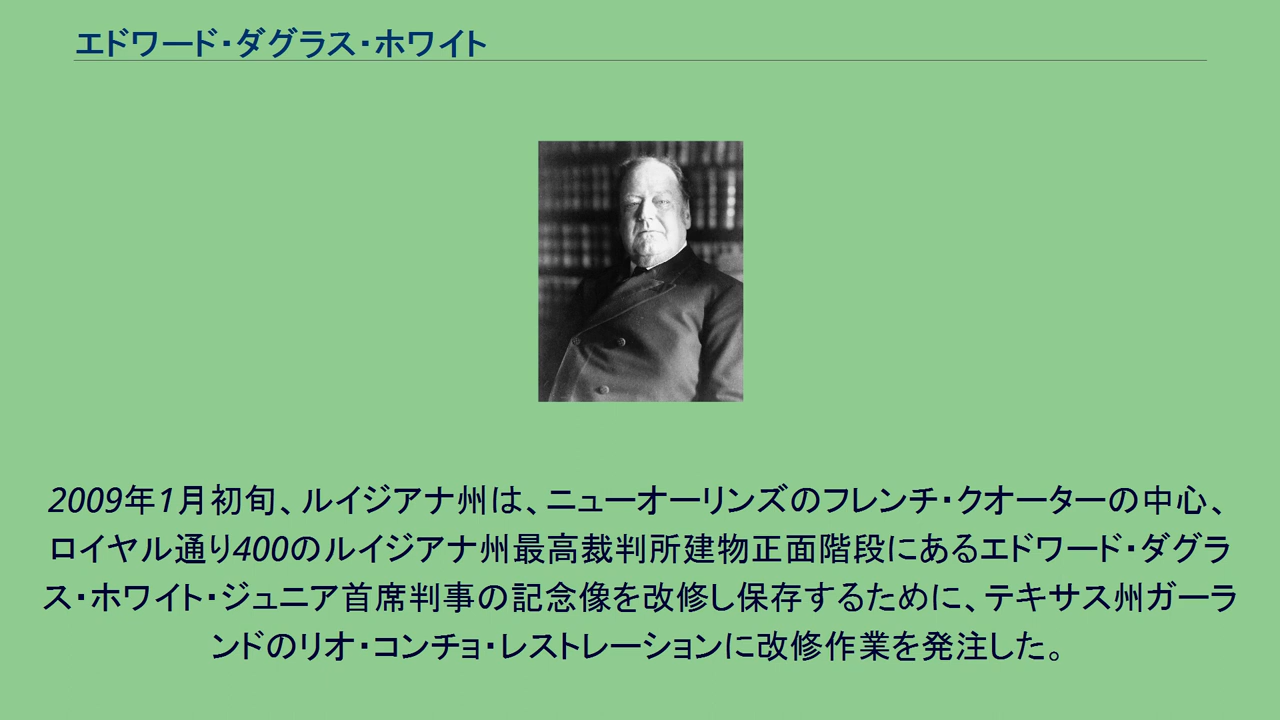 エドワード・ダグラス・ホワイト
2009年1月初旬、ルイジアナ州は、ニューオーリンズのフレンチ・クオーターの中心、
ロイヤル通り400のルイジアナ州最高裁判所建物正面階段にあるエドワード・ダグラ
ス・ホワイト・ジュニア首席判事の記念像を改修し保存するために、テキサス州ガーラ
ンドのリオ・コンチョ・レストレーションに改修作業を発注した。